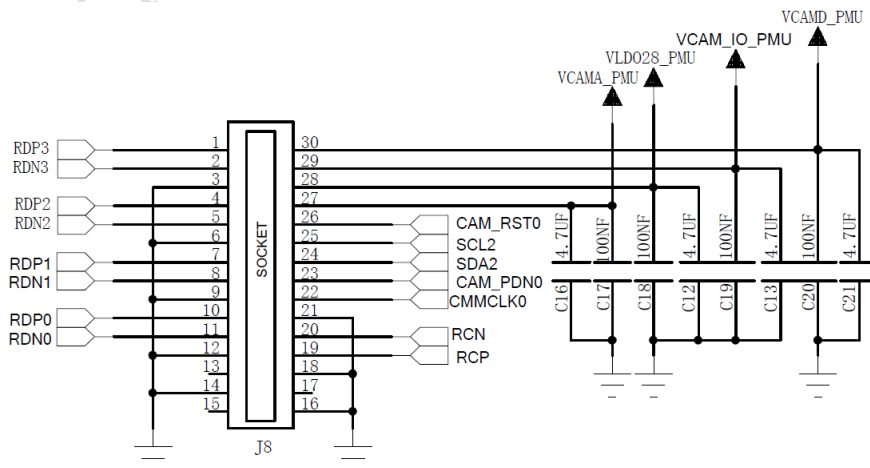 VCAMD_PMU
VCAM_IO_PMU
VLDO28_PMU
VCAMA_PMU
RDP3 1 30
RDN3 2 29
3 28
RDP2 4 27
RDN2 5 26 CAM_RST0
6 25 SCL2
RDP1 7 24 SDA2
RDN1 8 23 CAM_PDN0
9 22 CMMCLK0
RDP0 10 21
RDN0 11 20 RCN
12 19 RCP
13 18
14 17
15 16
SOCKET
J8
C16 4.7UF
C17 100NF
C18 100NF
C12 4.7UF
C19 100NF
C13 4.7UF
C20 100NF
C21 4.7UF